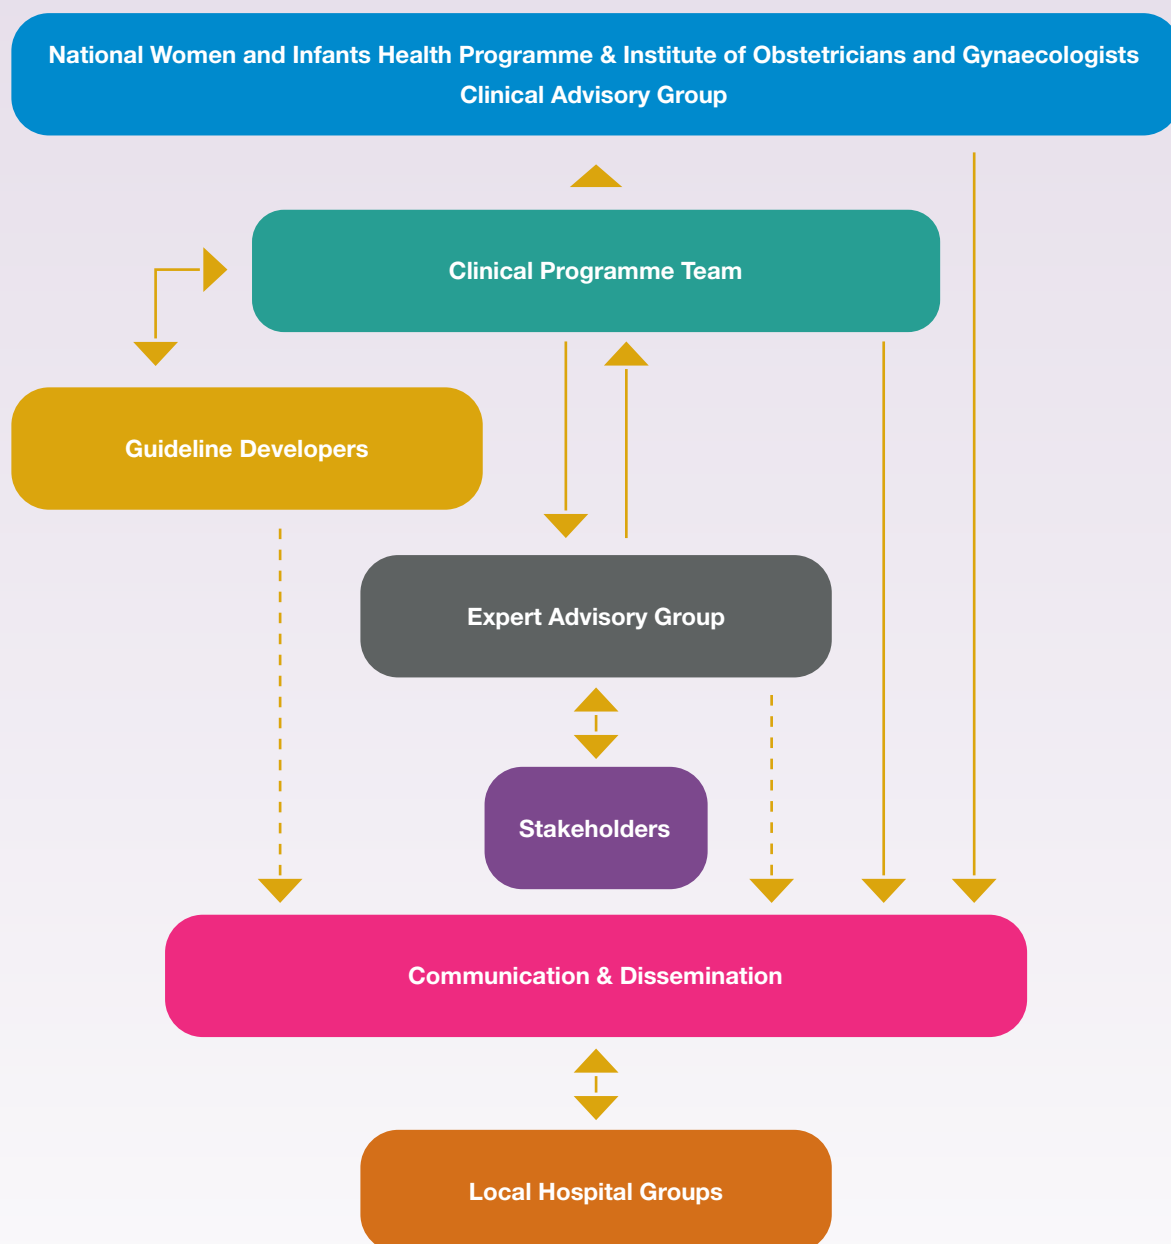 National Women and Infants Health Programme & Institute of Obstetricians and Gynaecologists
Clinical Advisory Group
Clinical Programme Team
Guideline Developers
Expert Advisory Group
Stakeholders
Communication & Dissemination
Local Hospital Groups